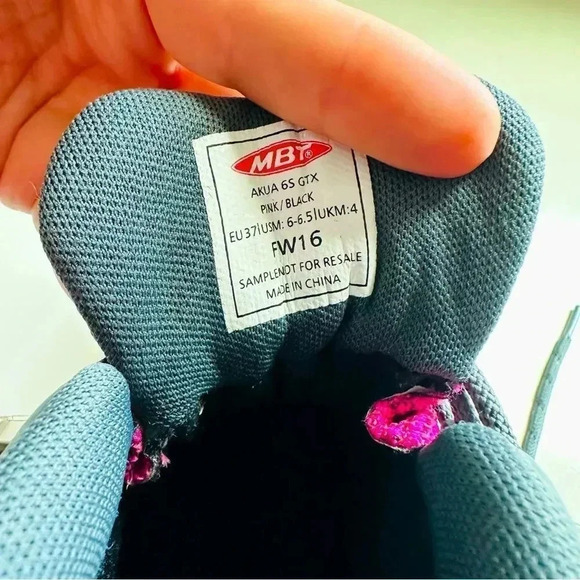 MBT®
AKUA 6S GTX
PINK/BLACK
EU37|USM: 6-6.5|UKM:4
FW16
SAMPLENOT FOR RESALE
MADE IN CHINA